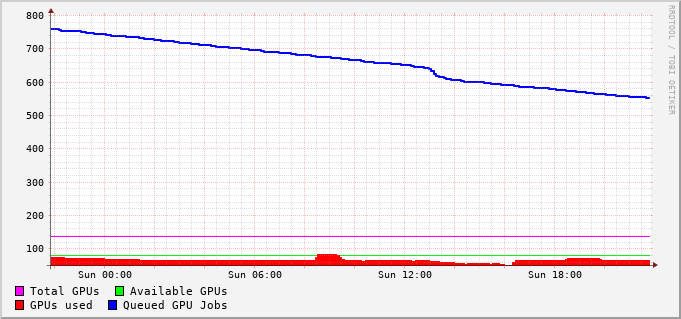 800
700
600
500
400
300
200
100
Sun 00:00 Sun 06:00 Sun 12:00 Sun 18:00
Total GPUs Available GPUs
GPUs used Queued GPU Jobs
RRDTOOL / TOBI OETIKER